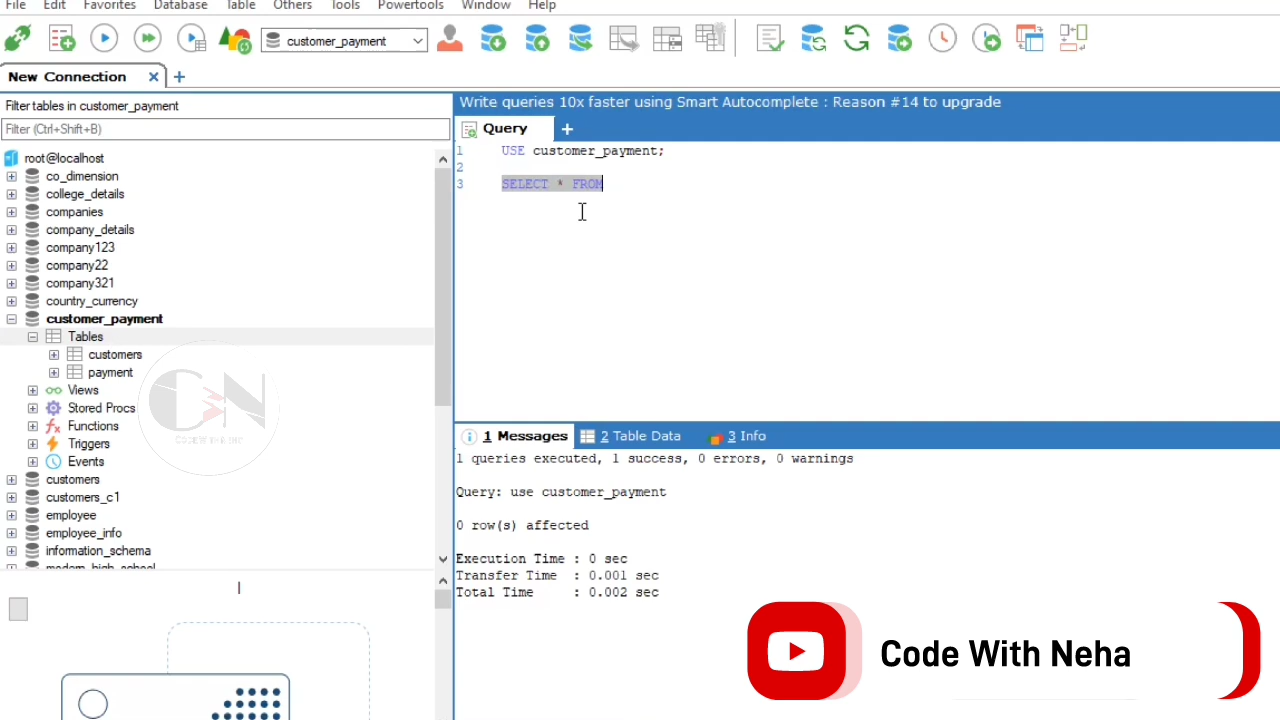 File Edit Favorites Database Table Others Tools Powertools Window Help
customer_payment
New Connection × +
Filter tables in customer_payment
Filter (Ctrl+Shift+B)
root@localhost
co_dimension
college_details
companies
company_details
company123
company22
company321
country_currency
customer_payment
Tables
customers
payment
Views
Stored Procs
Functions
Triggers
Events
customers
customers_c1
employee
employee_info
information_schema
modern_high_school
Write queries 10x faster using Smart Autocomplete : Reason #14 to upgrade
Query +
1 USE customer_payment;
2
3 SELECT * FROM
1 Messages 2 Table Data 3 Info
1 queries executed, 1 success, 0 errors, 0 warnings
Query: use customer_payment
0 row(s) affected
Execution Time : 0 sec
Transfer Time : 0.001 sec
Total Time : 0.002 sec
Code With Neha